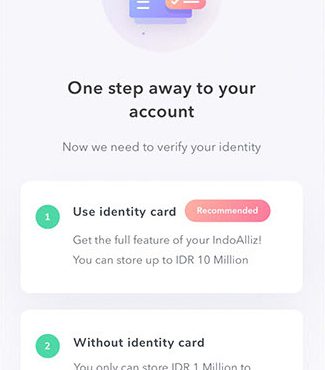 One step away to your
account
Now we need to verify your identity
1
Use identity card
Recommended
Get the full feature of your IndoAlliz!
You can store up to IDR 10 Million
2
Without identity card
You only can store IDR 1 Million to